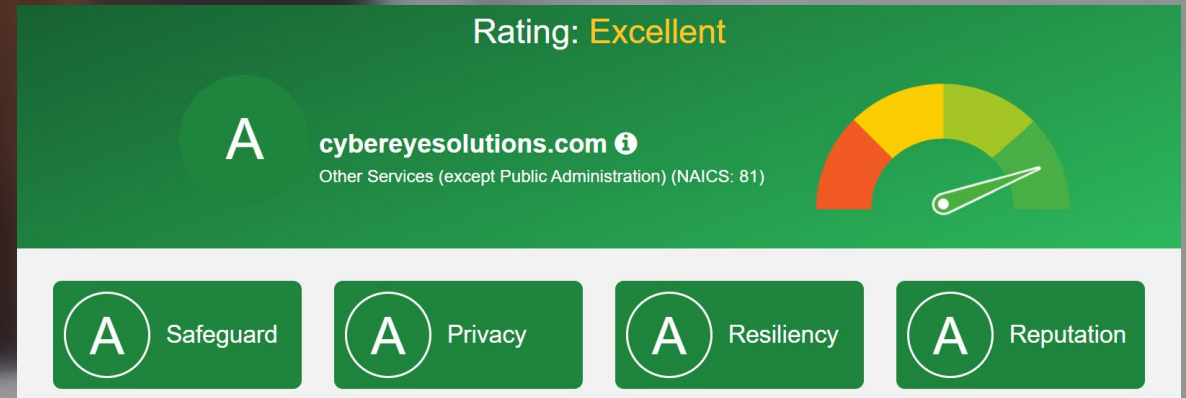 Rating: Excellent
A
cybereyesolutions.com
Other Services (except Public Administration) (NAICS: 81)
A Safeguard
A Privacy
A Resiliency
A Reputation